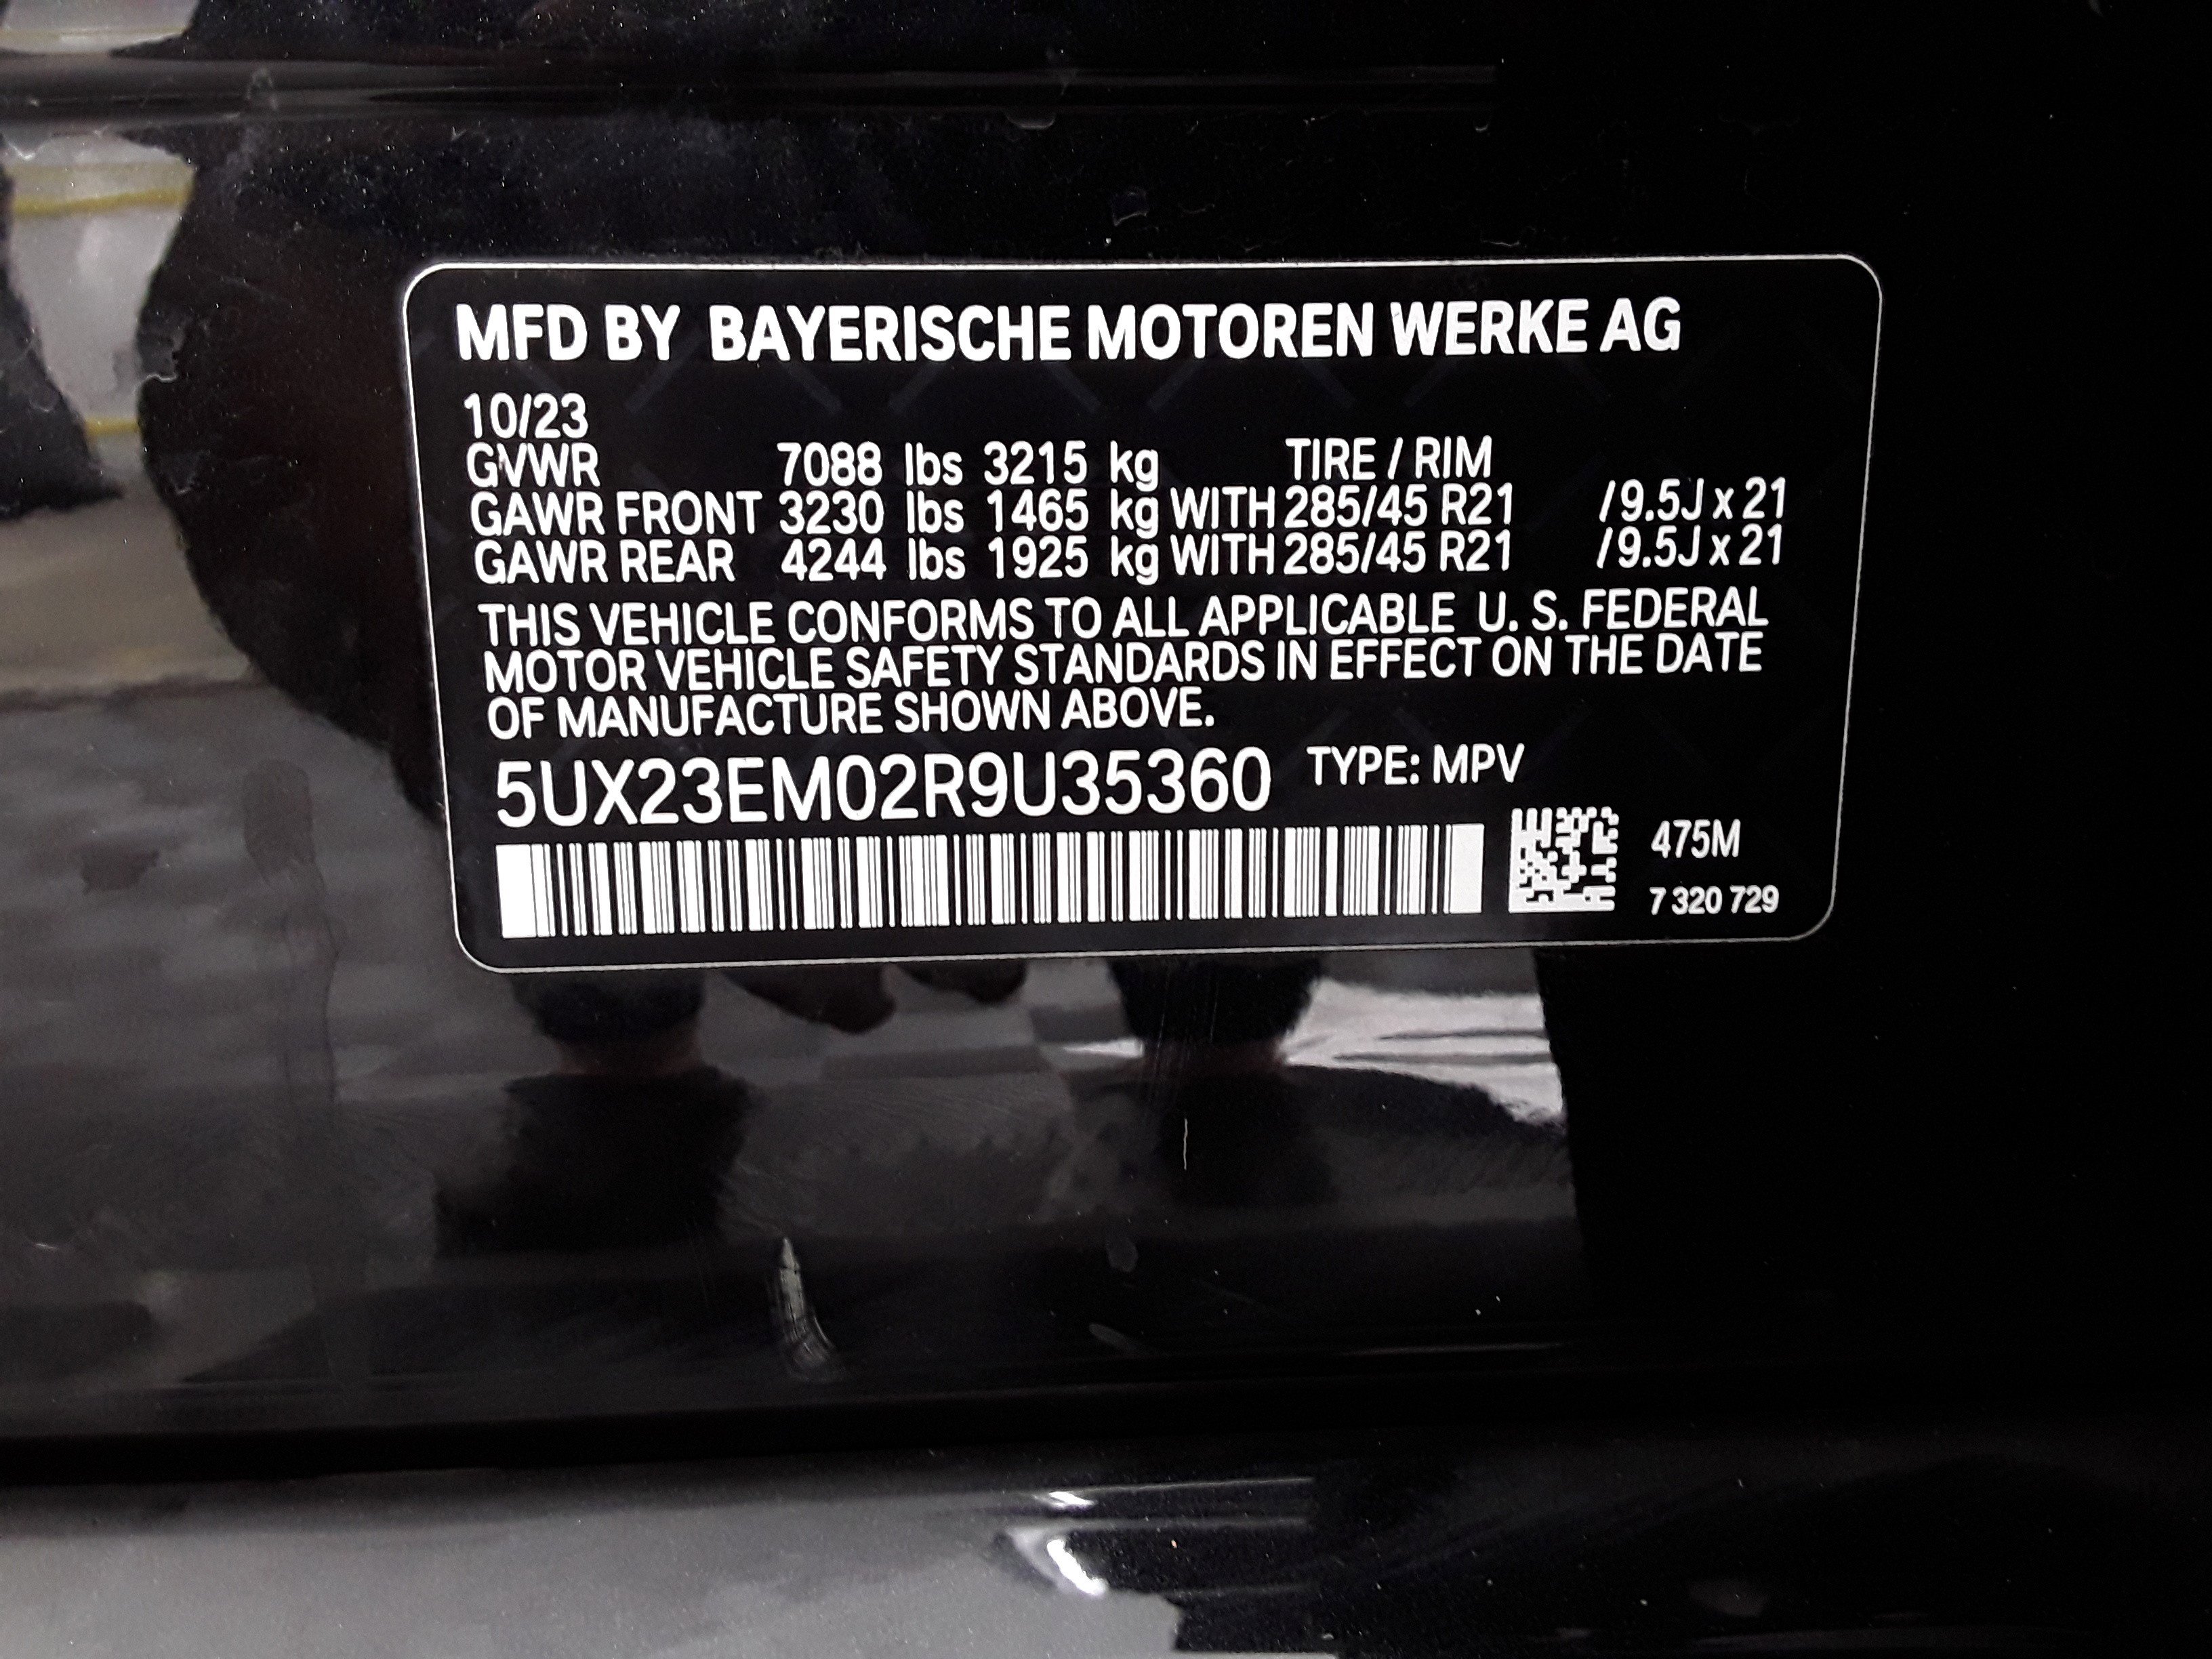 MFD BY BAYERISCHE MOTOREN WERKE AG
10/23
GVWR 7088 lbs 3215 kg TIRE / RIM
GAWR FRONT 3230 lbs 1465 kg WITH 285/45 R21 /9.5J x 21
GAWR REAR 4244 lbs 1925 kg WITH 285/45 R21 /9.5J x 21
THIS VEHICLE CONFORMS TO ALL APPLICABLE U. S. FEDERAL
MOTOR VEHICLE SAFETY STANDARDS IN EFFECT ON THE DATE
OF MANUFACTURE SHOWN ABOVE.
5UX23EM02R9U35360 TYPE: MPV
475M
7 320 729